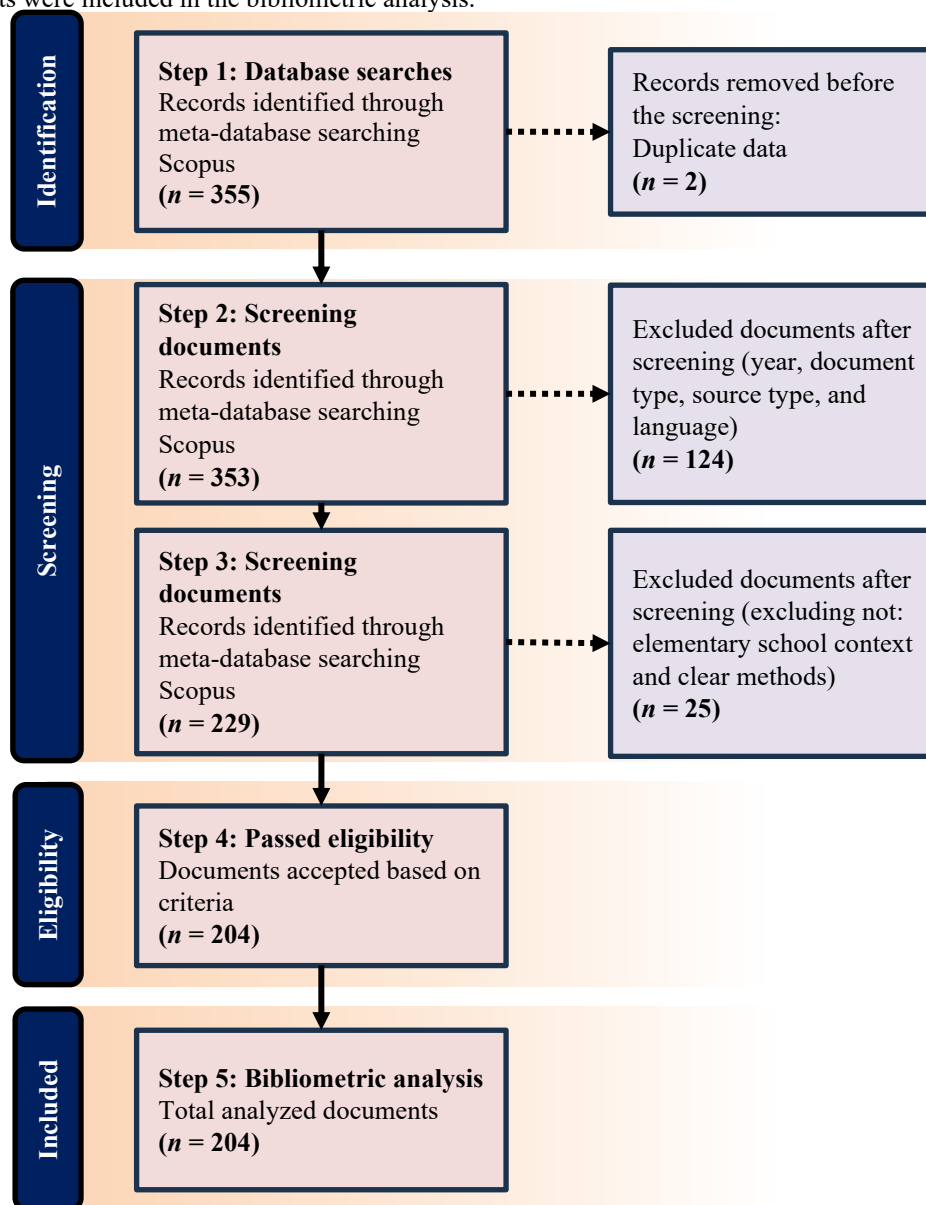 ts were included in the bibliometric analysis.
Identification
Step 1: Database searches
Records identified through
meta-database searching
Scopus
(n = 355)
Records removed before
the screening:
Duplicate data
(n = 2)
Screening
Step 2: Screening
documents
Records identified through
meta-database searching
Scopus
(n = 353)
Excluded documents after
screening (year, document
type, source type, and
language)
(n = 124)
Step 3: Screening
documents
Records identified through
meta-database searching
Scopus
(n = 229)
Excluded documents after
screening (excluding not:
elementary school context
and clear methods)
(n = 25)
Eligibility
Step 4: Passed eligibility
Documents accepted based on
criteria
(n = 204)
Included
Step 5: Bibliometric analysis
Total analyzed documents
(n = 204)